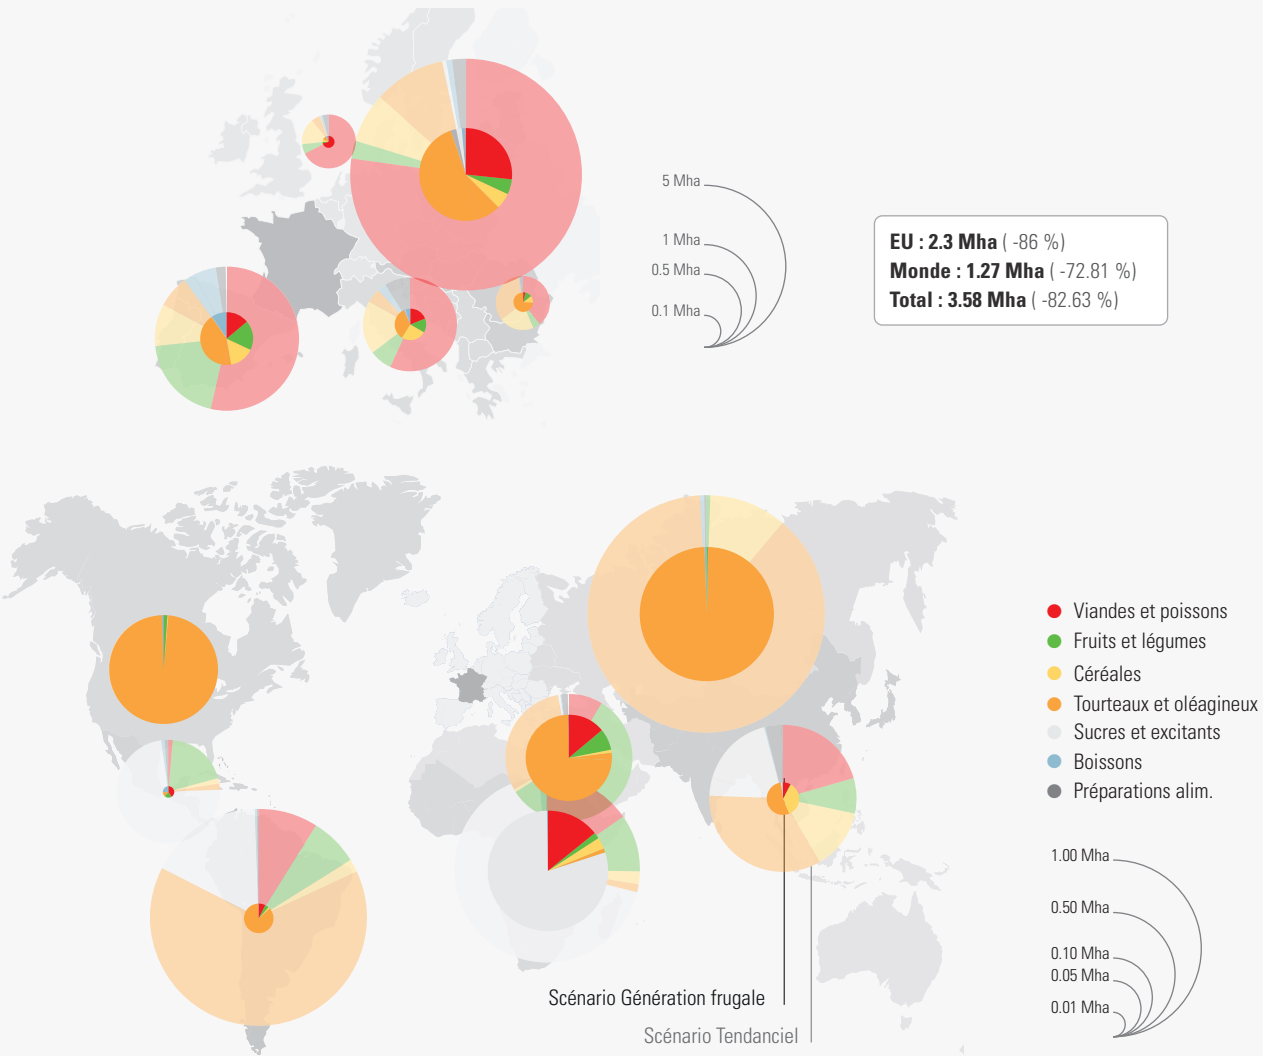 5 Mha
1 Mha
0.5 Mha
0.1 Mha
EU : 2.3 Mha ( -86 %)
Monde : 1.27 Mha ( -72.81 %)
Total : 3.58 Mha ( -82.63 %)
Viandes et poissons
Fruits et légumes
Céréales
Tourteaux et oléagineux
Sucres et excitants
Boissons
Préparations alim.
1.00 Mha
0.50 Mha
0.10 Mha
0.05 Mha
0.01 Mha
Scénario Génération frugale
Scénario Tendanciel